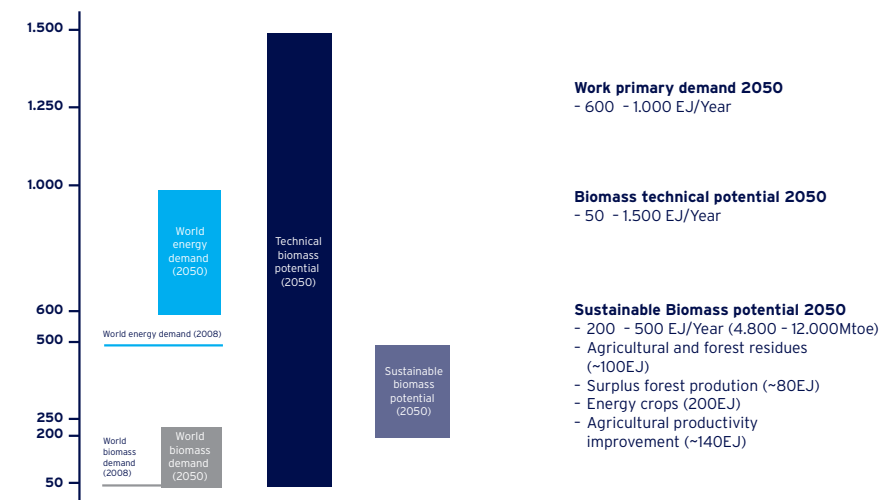 1.500
1.250
1.000
600
500
250
200
50
World
energy
demand
(2050)
World energy demand (2008)
World
biomass
demand
(2008)
World
biomass
demand
(2050)
Technical
biomass
potential
(2050)
Sustainable
biomass
potential
(2050)
Work primary demand 2050
– 600 – 1.000 EJ/Year
Biomass technical potential 2050
– 50 – 1.500 EJ/Year
Sustainable Biomass potential 2050
– 200 – 500 EJ/Year (4.800 – 12.000Mtoe)
– Agricultural and forest residues
(~100EJ)
– Surplus forest prodution (~80EJ)
– Energy crops (200EJ)
– Agricultural productivity
improvement (~140EJ)